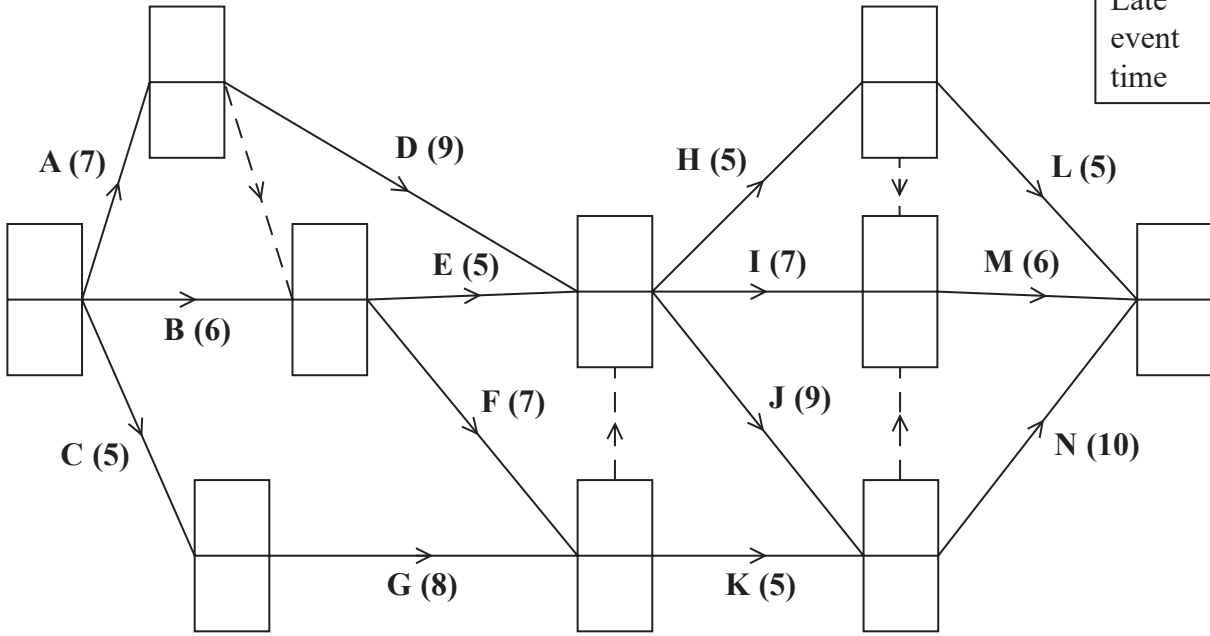 Late
event
time
A (7)
D (9)
H (5)
L (5)
B (6)
E (5)
I (7)
M (6)
C (5)
F (7)
J (9)
N (10)
G (8)
K (5)